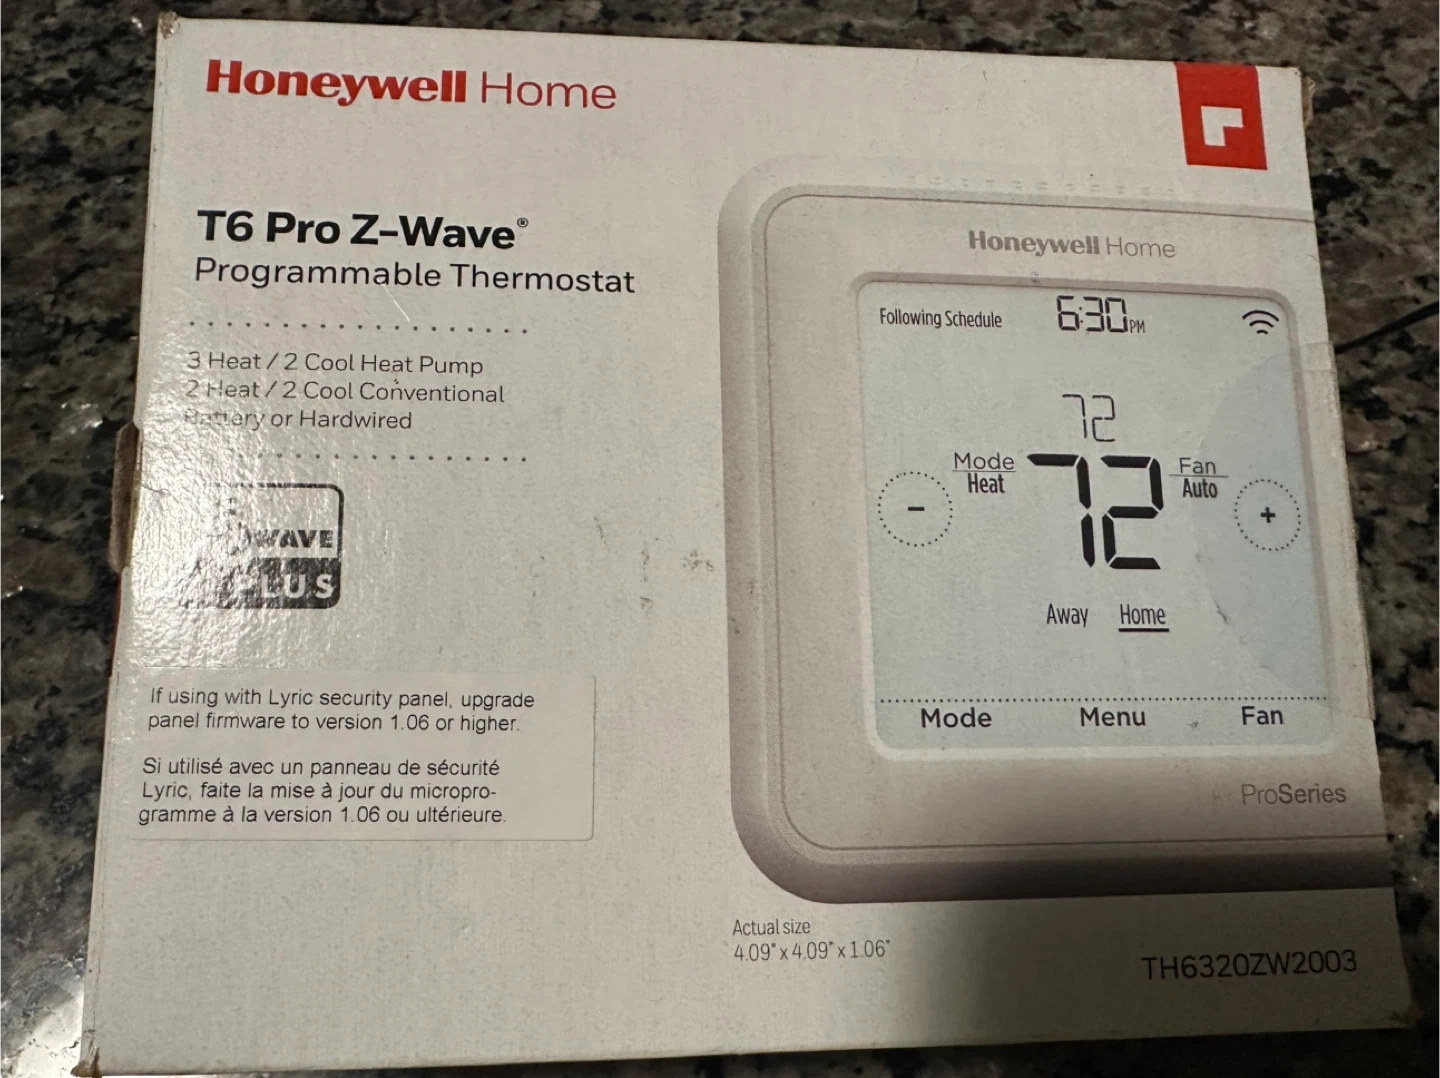 Honeywell Home
T6 Pro Z-Wave®
Programmable Thermostat
3 Heat / 2 Cool Heat Pump
2 Heat / 2 Cool Conventional
Battery or Hardwired
WAVE
PLUS
If using with Lyric security panel, upgrade
panel firmware to version 1.06 or higher.
Si utilisé avec un panneau de sécurité
Lyric, faite la mise à jour du micropro-
gramme à la version 1.06 ou ultérieure.
Honeywell Home
Following Schedule 6:30 PM
72
Mode
Heat
72
Fan
Auto
-
+
Away Home
Mode Menu Fan
ProSeries
Actual size
4.09" x 4.09" x 1.06"
TH6320ZW2003